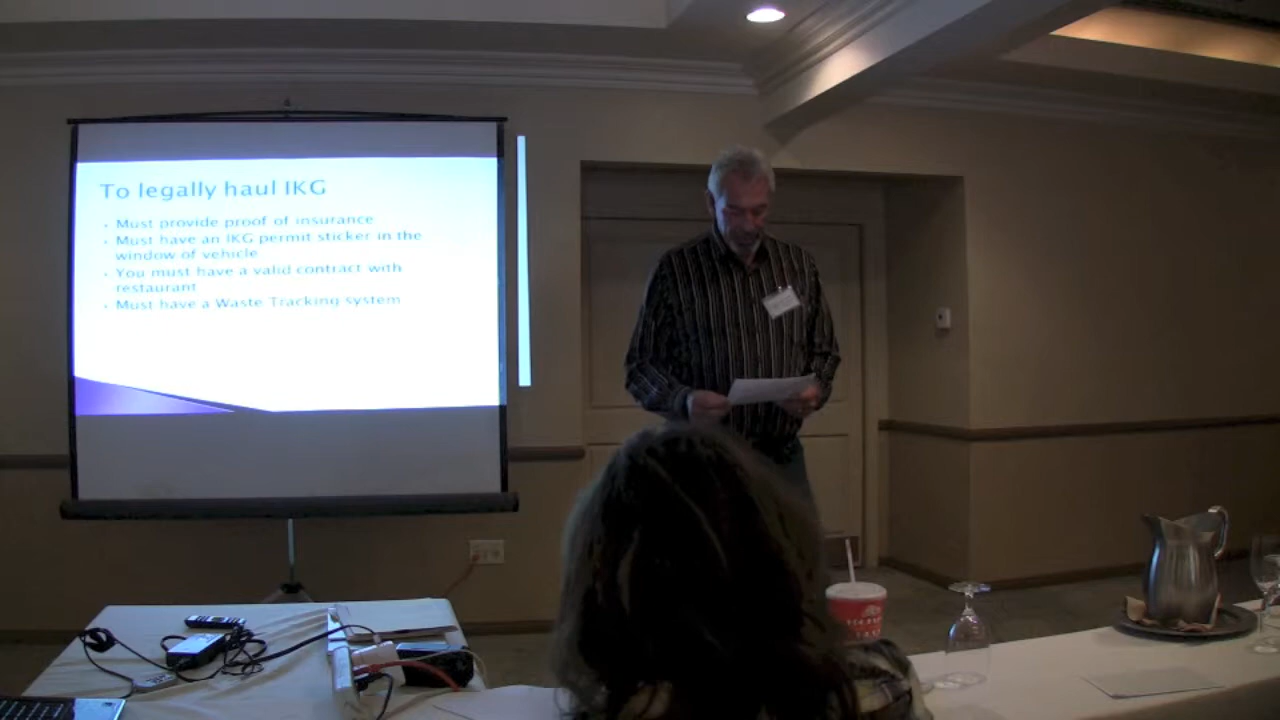 To legally haul IKG
• Must provide proof of insurance
• Must have an IKG permit sticker in the
window of vehicle
• You must have a valid contract with
restaurant
• Must have a Waste Tracking system